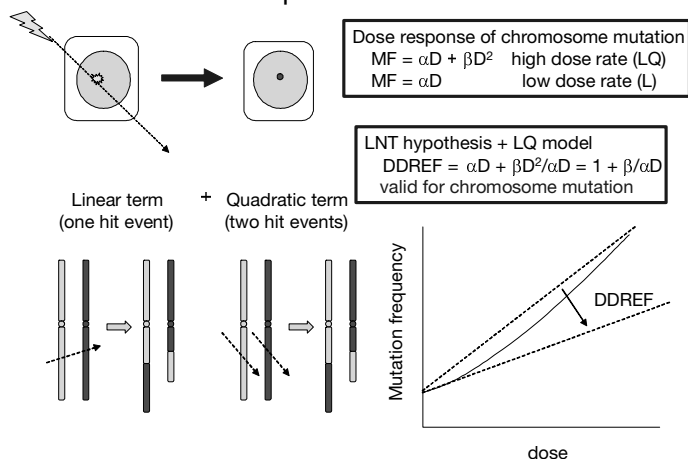 Dose response of chromosome mutation
MF = αD + βD² high dose rate (LQ)
MF = αD low dose rate (L)
LNT hypothesis + LQ model
DDREF = αD + βD²/αD = 1 + β/αD
valid for chromosome mutation
Linear term + Quadratic term
(one hit event) (two hit events)
Mutation frequency
DDREF
dose